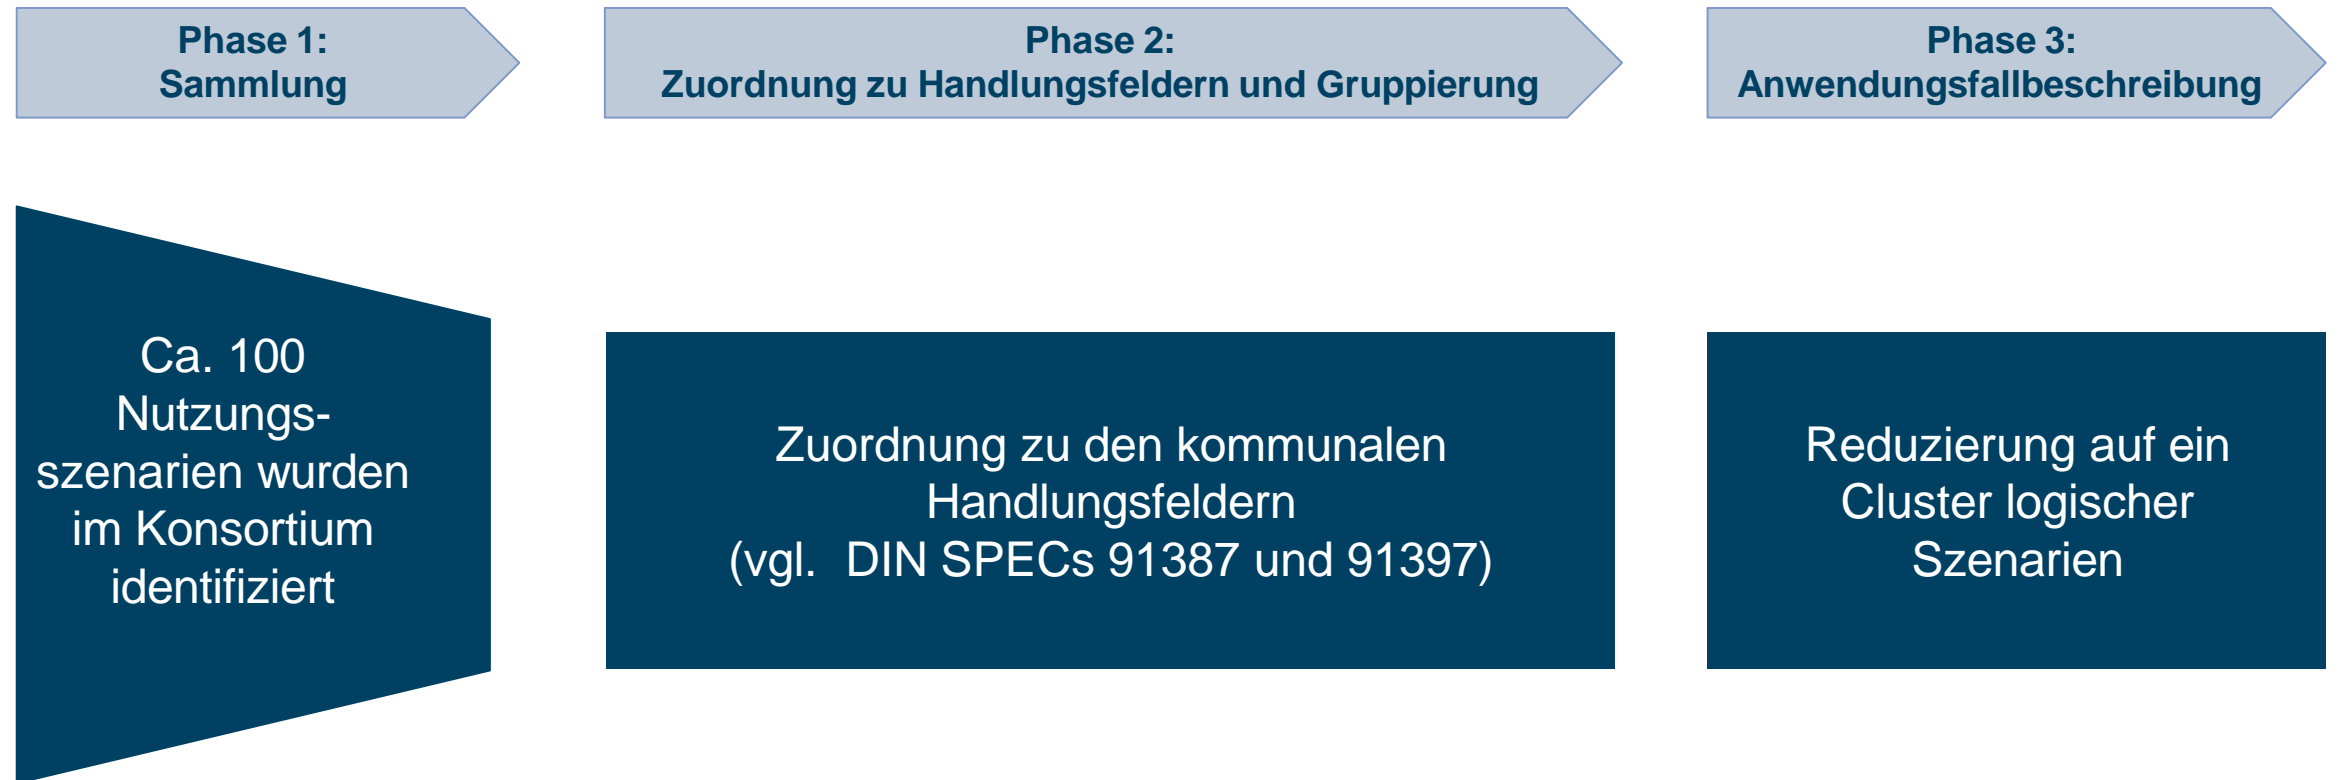 Phase 1:
Sammlung
Phase 2:
Zuordnung zu Handlungsfeldern und Gruppierung
Phase 3:
Anwendungsfallbeschreibung
Ca. 100
Nutzungs-
szenarien wurden
im Konsortium
identifiziert
Zuordnung zu den kommunalen
Handlungsfeldern
(vgl.  DIN SPECs 91387 und 91397)
Reduzierung auf ein
Cluster logischer
Szenarien